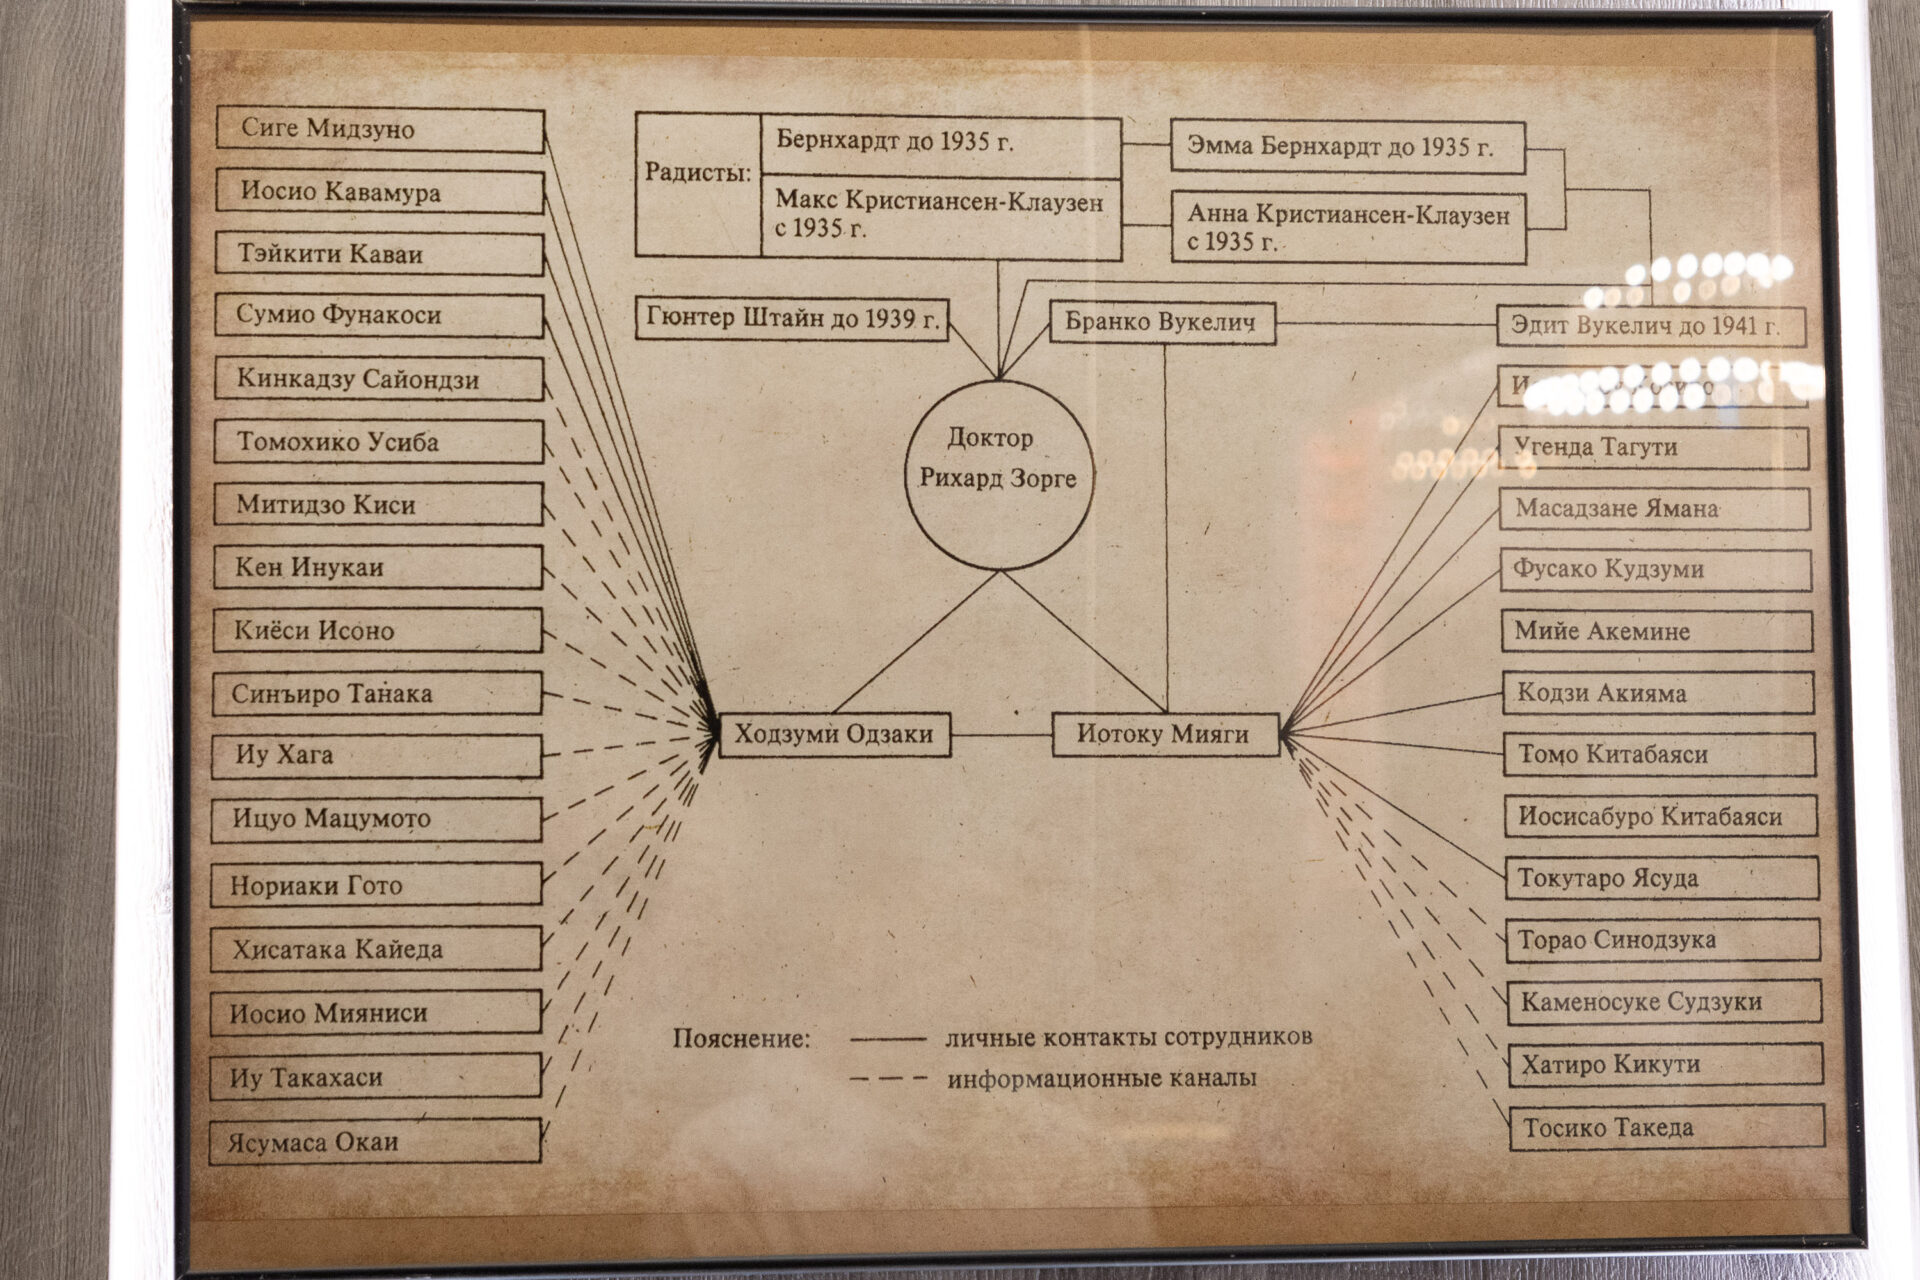 Сиге Мидзуно
Иосио Кавамура
Тэйкити Каваи
Сумио Фунакоси
Кинкадзу Сайондзи
Томохико Усиба
Митидзо Киси
Кен Инукаи
Киёси Исоно
Синъиро Танака
Иу Хага
Ицуо Мацумото
Нориаки Гото
Хисатака Кайеда
Иосио Мияниси
Иу Такахаси
Ясумаса Окаи
Радисты:
Бернхардт до 1935 г.
Макс Кристиансен-Клаузен
с 1935 г.
Эмма Бернхардт до 1935 г.
Анна Кристиансен-Клаузен
с 1935 г.
Гюнтер Штайн до 1939 г.
Бранко Вукелич
Эдит Вукелич до 1941 г.
Доктор
Рихард Зорге
Ходзуми Одзаки
Иотоку Мияги
Угенда Тагути
Масадзане Ямана
Фусако Кудзуми
Мийе Акемине
Кодзи Акияма
Томо Китабаяси
Иосисабуро Китабаяси
Токутаро Ясуда
Торао Синодзука
Каменосуке Судзуки
Хатиро Кикути
Тосико Такеда
Пояснение:
личные контакты сотрудников
информационные каналы